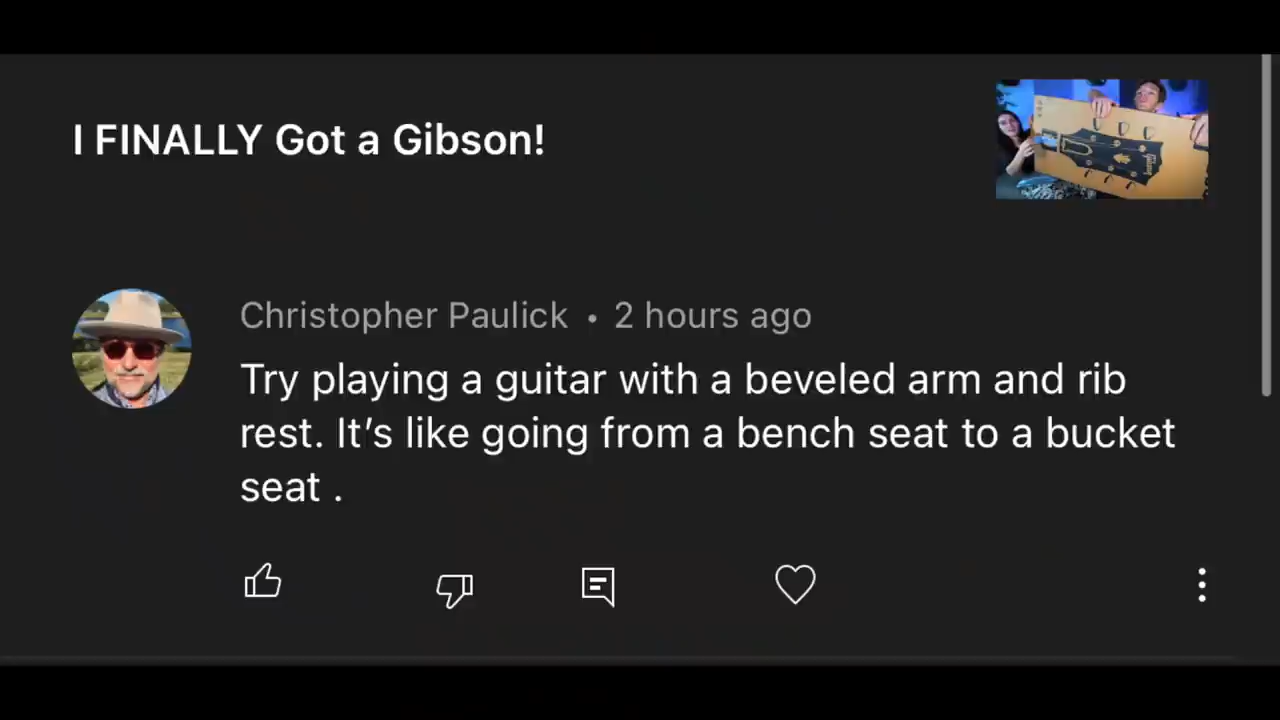 I FINALLY Got a Gibson!
Christopher Paulick • 2 hours ago
Try playing a guitar with a beveled arm and rib
rest. It’s like going from a bench seat to a bucket
seat .